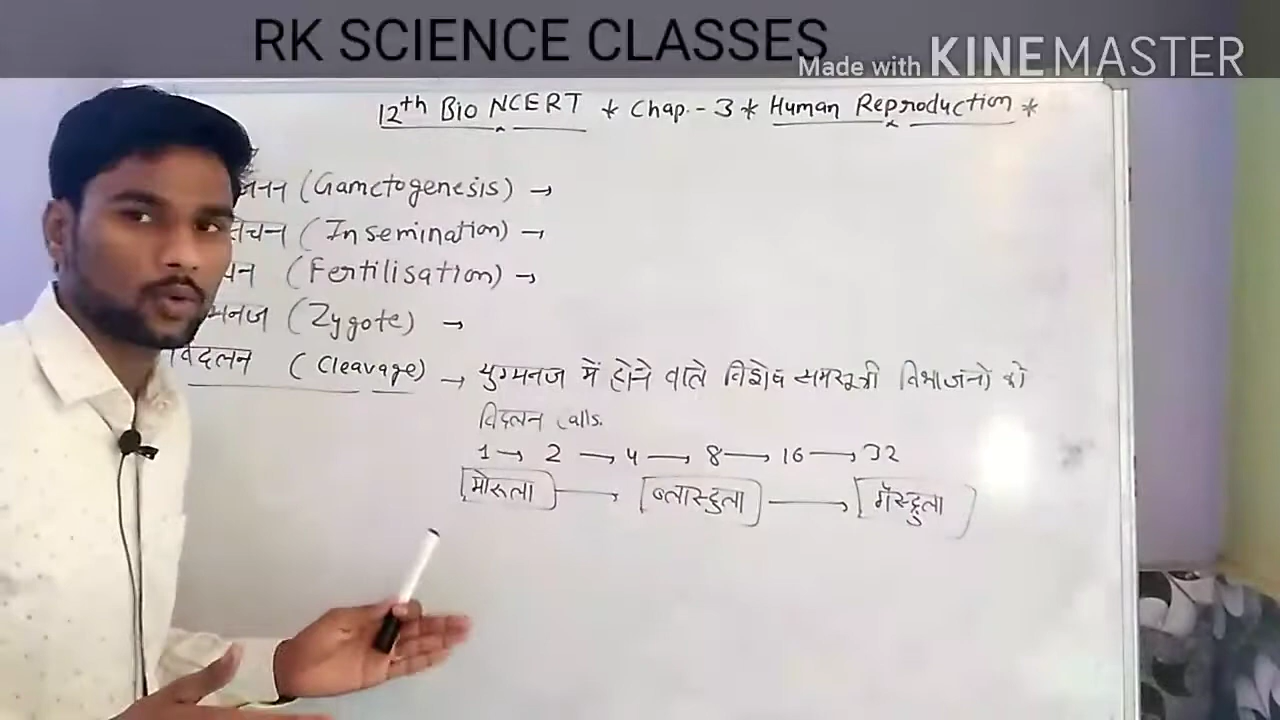 RK SCIENCE CLASSES
Made with KINEMASTER
12th Bio NCERT * Chap.-3 * Human Reproduction *
(Gametogenesis) →
(Insemination) →
(Fertilisation) →
(Zygote) →
विदलन (Cleavage) → युग्मनज में होने वाले विशेष समसूत्री विभाजनों को
विदलन calls.
1 → 2 → 4 → 8 → 16 → 32
मोरूला → ब्लास्टुला → गॅस्ट्रुला